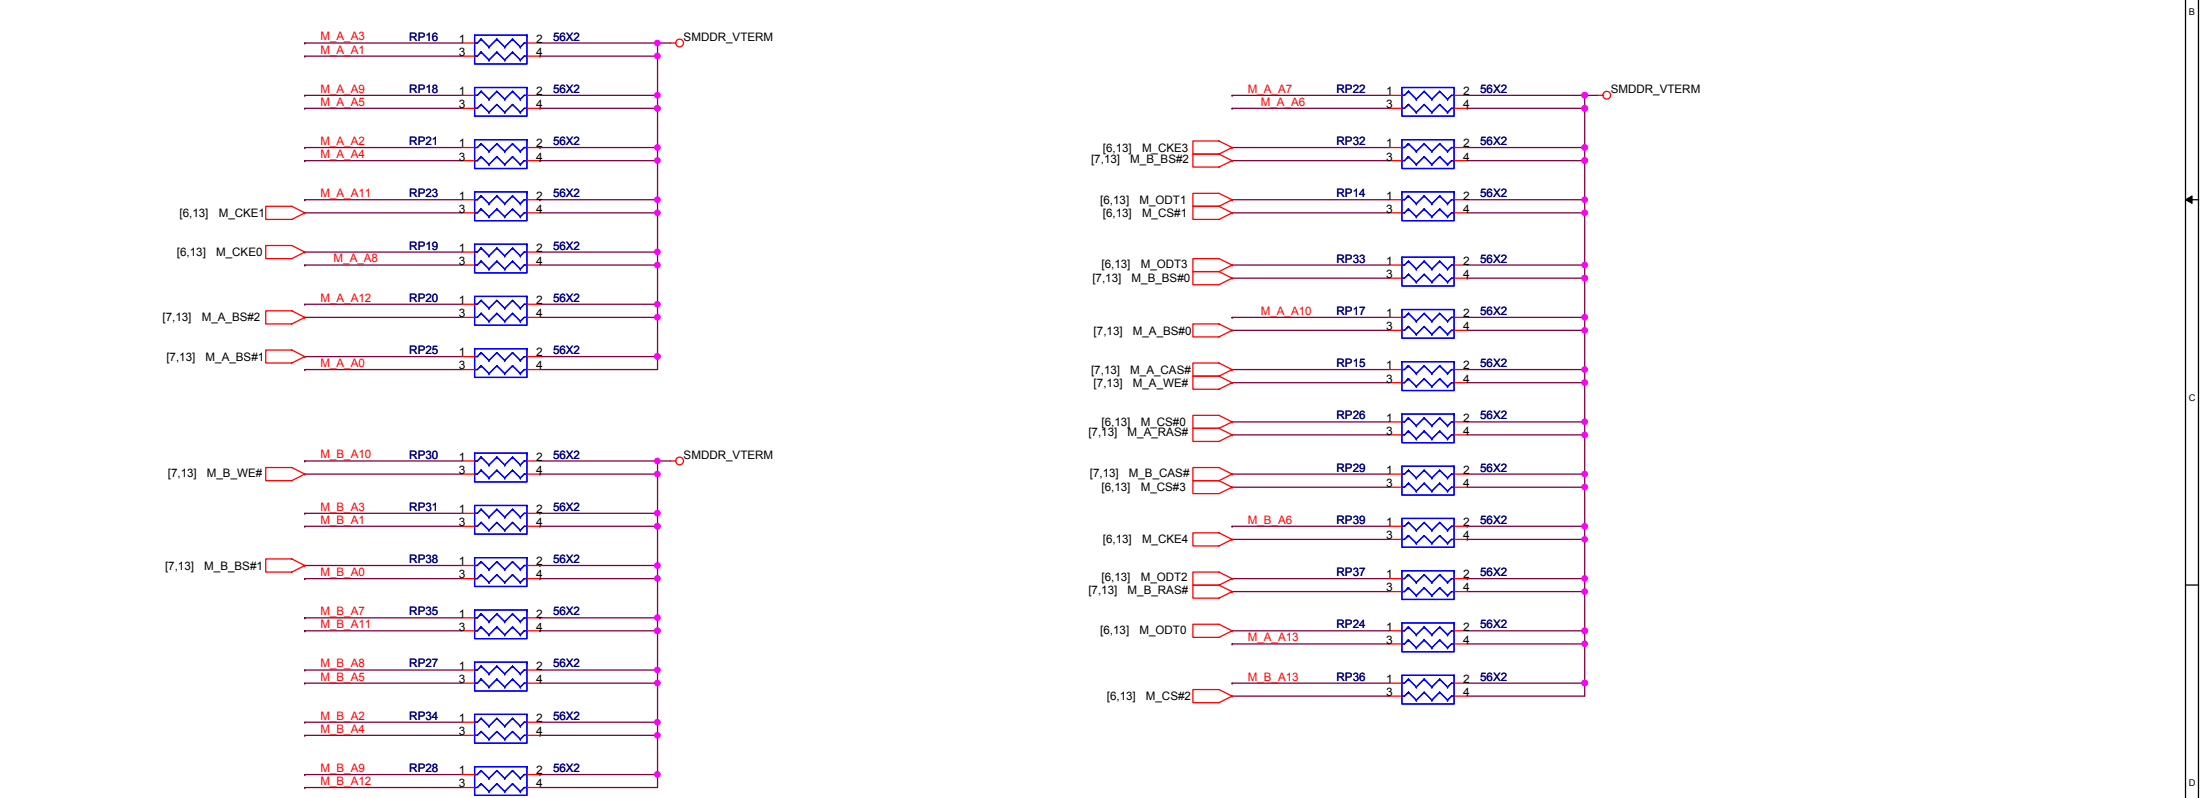 M_A_A3 RP16 1 2 56X2 SMDDR_VTERM
M_A_A1 3 4
M_A_A9 RP18 1 2 56X2
M_A_A5 3 4
M_A_A2 RP21 1 2 56X2
M_A_A4 3 4
M_A_A11 RP23 1 2 56X2
[6,13] M_CKE1 3 4
[6,13] M_CKE0 RP19 1 2 56X2
M_A_A8 3 4
M_A_A12 RP20 1 2 56X2
[7,13] M_A_BS#2 3 4
[7,13] M_A_BS#1 RP25 1 2 56X2
M_A_A0 3 4
M_B_A10 RP30 1 2 56X2 SMDDR_VTERM
[7,13] M_B_WE# 3 4
M_B_A3 RP31 1 2 56X2
M_B_A1 3 4
[7,13] M_B_BS#1 RP38 1 2 56X2
M_B_A0 3 4
M_B_A7 RP35 1 2 56X2
M_B_A11 3 4
M_B_A8 RP27 1 2 56X2
M_B_A5 3 4
M_B_A2 RP34 1 2 56X2
M_B_A4 3 4
M_B_A9 RP28 1 2 56X2
M_B_A12 3 4
M_A_A7 RP22 1 2 56X2 SMDDR_VTERM
M_A_A6 3 4
[6,13] M_CKE3 RP32 1 2 56X2
[7,13] M_B_BS#2 3 4
[6,13] M_ODT1 RP14 1 2 56X2
[6,13] M_CS#1 3 4
[6,13] M_ODT3 RP33 1 2 56X2
[7,13] M_B_BS#0 3 4
M_A_A10 RP17 1 2 56X2
[7,13] M_A_BS#0 3 4
[7,13] M_A_CAS# RP15 1 2 56X2
[7,13] M_A_WE# 3 4
[6,13] M_CS#0 RP26 1 2 56X2
[7,13] M_A_RAS# 3 4
[7,13] M_B_CAS# RP29 1 2 56X2
[6,13] M_CS#3 3 4
M_B_A6 RP39 1 2 56X2
[6,13] M_CKE4 3 4
[6,13] M_ODT2 RP37 1 2 56X2
[7,13] M_B_RAS# 3 4
[6,13] M_ODT0 RP24 1 2 56X2
M_A_A13 3 4
M_B_A13 RP36 1 2 56X2
[6,13] M_CS#2 3 4
B
C
D